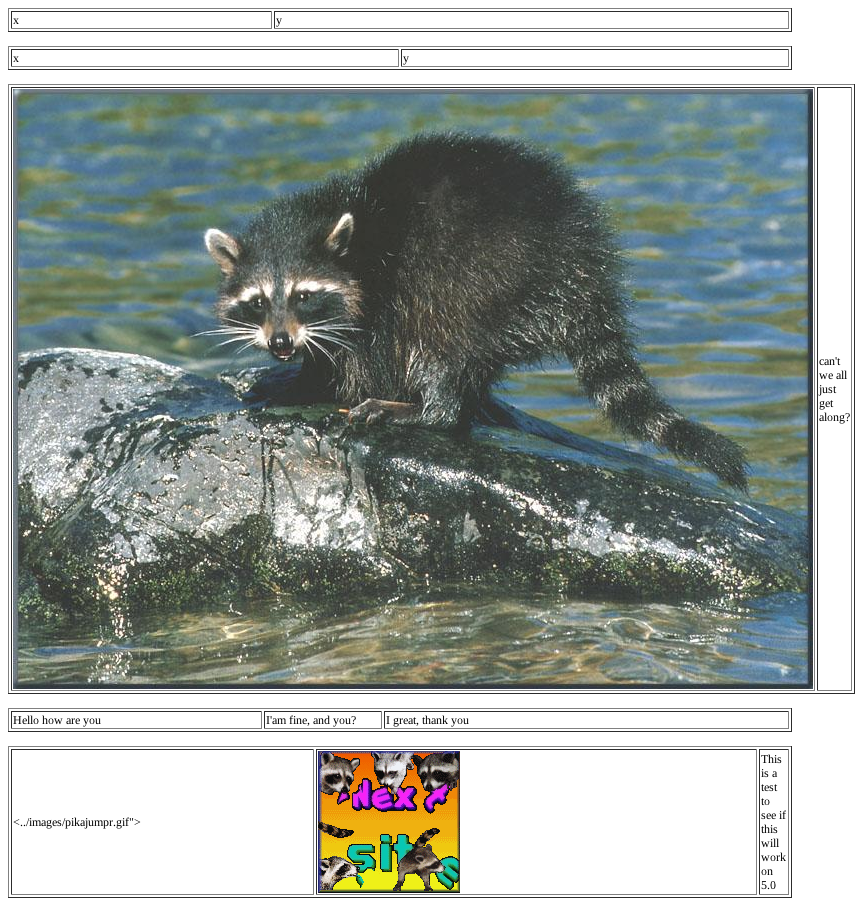 x y
x y
can't
we all
just
get
along?
Hello how are you I'am fine, and you? I great, thank you
<../images/pikajumpr.gif">
Nex
site
This
is a
test
to
see if
this
will
work
on
5.0